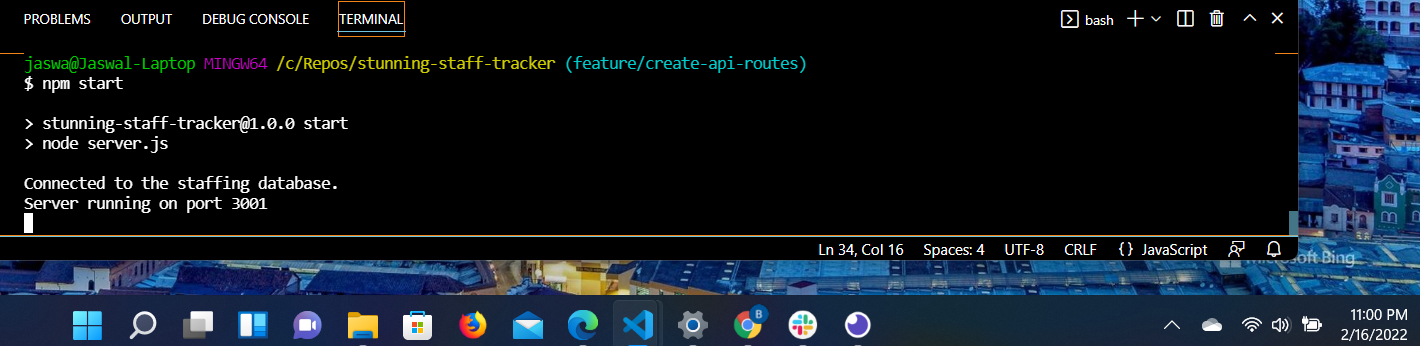 PROBLEMS OUTPUT DEBUG CONSOLE TERMINAL bash
jaswa@Jaswal-Laptop MINGW64 /c/Repos/stunning-staff-tracker (feature/create-api-routes)
$ npm start
> stunning-staff-tracker@1.0.0 start
> node server.js
Connected to the staffing database.
Server running on port 3001
Ln 34, Col 16 Spaces: 4 UTF-8 CRLF {} JavaScript
Microsoft Bing
B
11:00 PM
2/16/2022